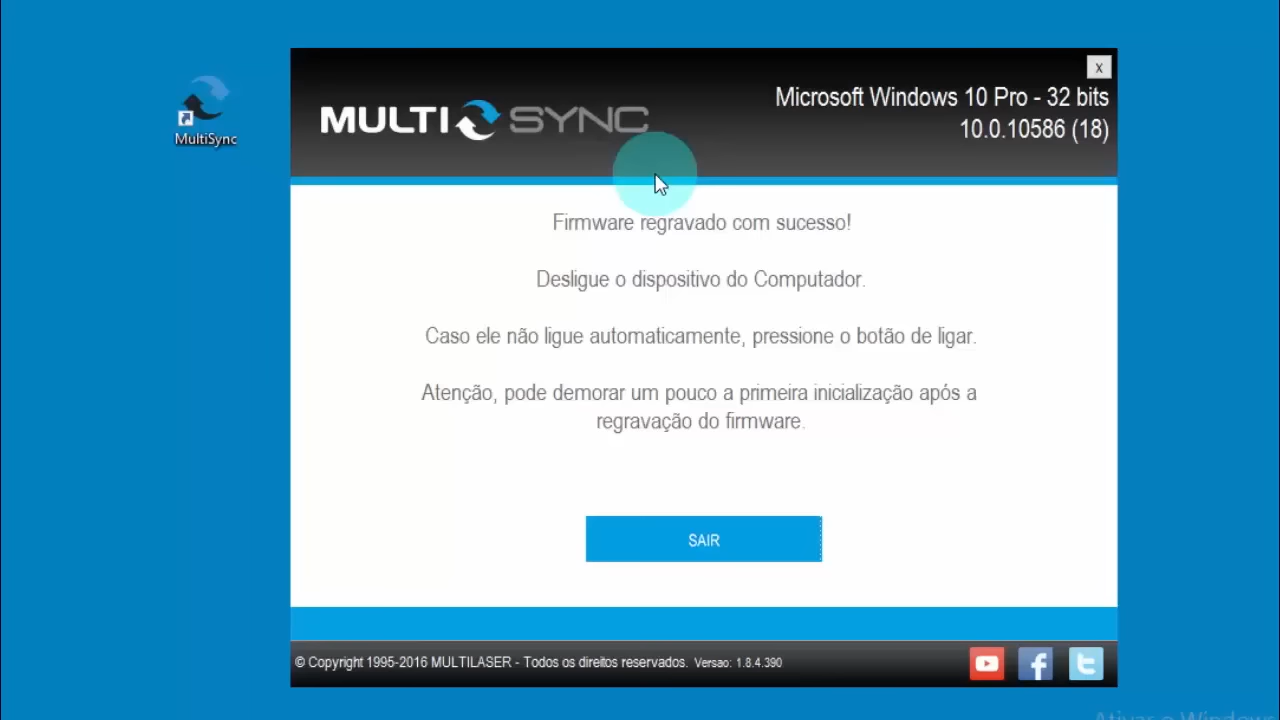 MultiSync
X
MULTI SYNC
Microsoft Windows 10 Pro - 32 bits
10.0.10586 (18)
Firmware regravado com sucesso!
Desligue o dispositivo do Computador.
Caso ele não ligue automaticamente, pressione o botão de ligar.
Atenção, pode demorar um pouco a primeira inicialização após a
regravação do firmware.
SAIR
© Copyright 1995-2016 MULTILASER - Todos os direitos reservados. Versao: 1.8.4.390
Ativar o Windows